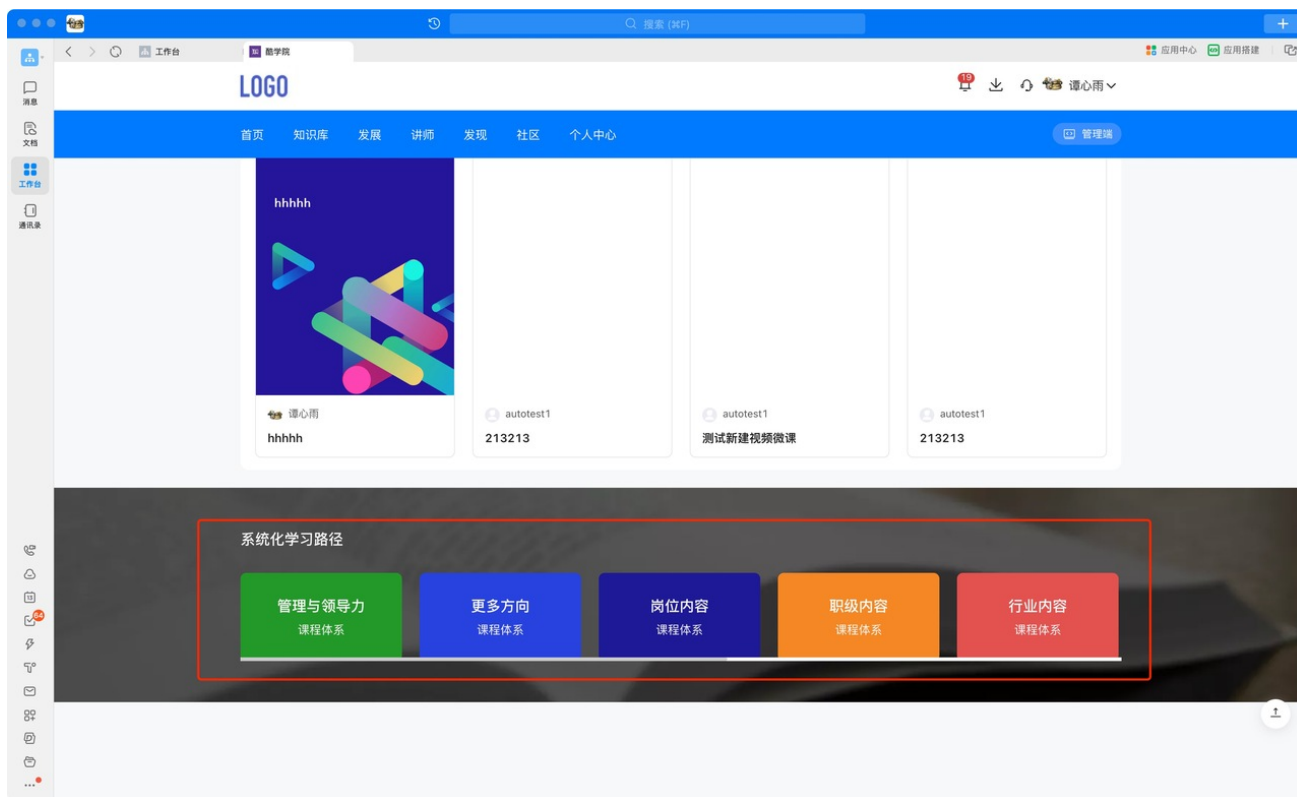 搜索 (⌘F)
工作台
酷学院
应用中心
应用搭建
消息
文档
工作台
通讯录
LOGO
19
谭心雨
首页 知识库 发展 讲师 发现 社区 个人中心
管理端
hhhhh
谭心雨
hhhhh
autotest1
213213
autotest1
测试新建视频微课
autotest1
213213
系统化学习路径
管理与领导力
课程体系
更多方向
课程体系
岗位内容
课程体系
职级内容
课程体系
行业内容
课程体系
64